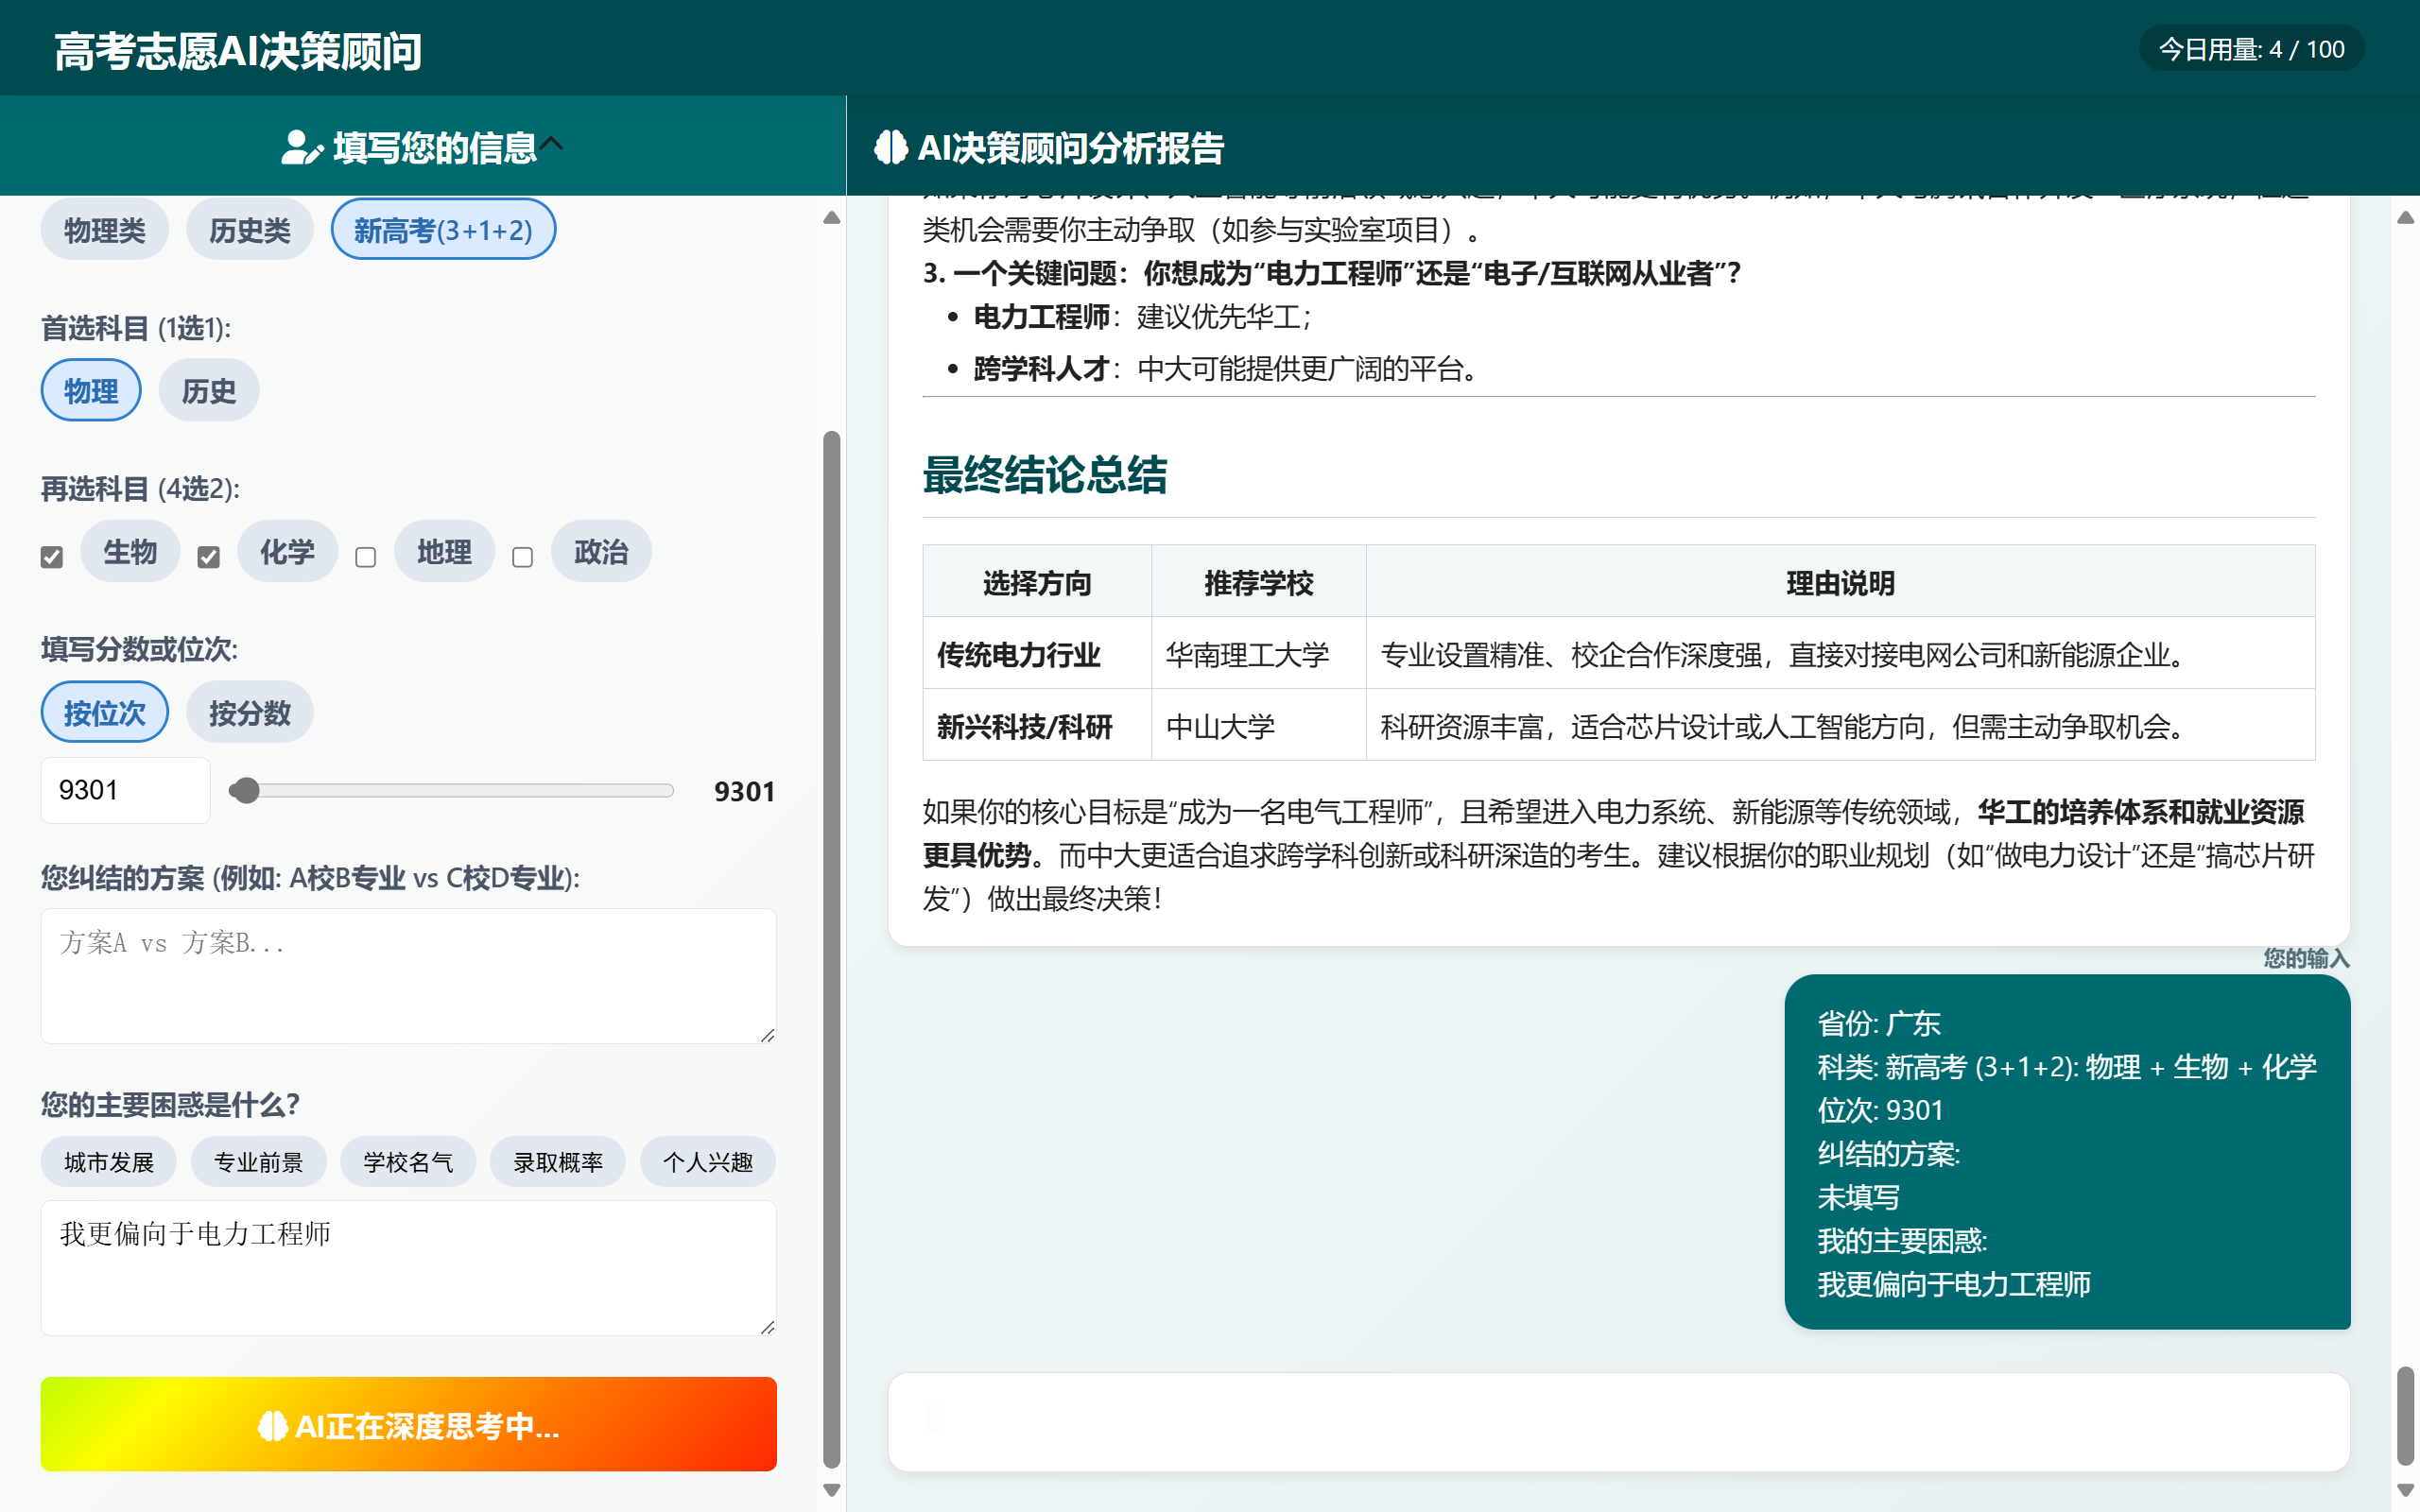 高考志愿AI决策顾问
今日用量: 4 / 100
填写您的信息
物理类 历史类 新高考(3+1+2)
首选科目 (1选1):
物理 历史
再选科目 (4选2):
生物 化学 地理 政治
填写分数或位次:
按位次 按分数
9301 9301
您纠结的方案 (例如: A校B专业 vs C校D专业):
方案A vs 方案B...
您的主要困惑是什么?
城市发展 专业前景 学校名气 录取概率 个人兴趣
我更偏向于电力工程师
AI正在深度思考中...
AI决策顾问分析报告
类机会需要你主动争取（如参与实验室项目）。
3. 一个关键问题：你想成为“电力工程师”还是“电子/互联网从业者”？
电力工程师：建议优先华工；
跨学科人才：中大可能提供更广阔的平台。
最终结论总结
选择方向 推荐学校 理由说明
传统电力行业 华南理工大学 专业设置精准、校企合作深度强，直接对接电网公司和新能源企业。
新兴科技/科研 中山大学 科研资源丰富，适合芯片设计或人工智能方向，但需主动争取机会。
如果你的核心目标是“成为一名电气工程师”，且希望进入电力系统、新能源等传统领域，华工的培养体系和就业资源
更具优势。而中大更适合追求跨学科创新或科研深造的考生。建议根据你的职业规划（如“做电力设计”还是“搞芯片研
发”）做出最终决策！
您的输入
省份: 广东
科类: 新高考 (3+1+2): 物理 + 生物 + 化学
位次: 9301
纠结的方案:
未填写
我的主要困惑:
我更偏向于电力工程师